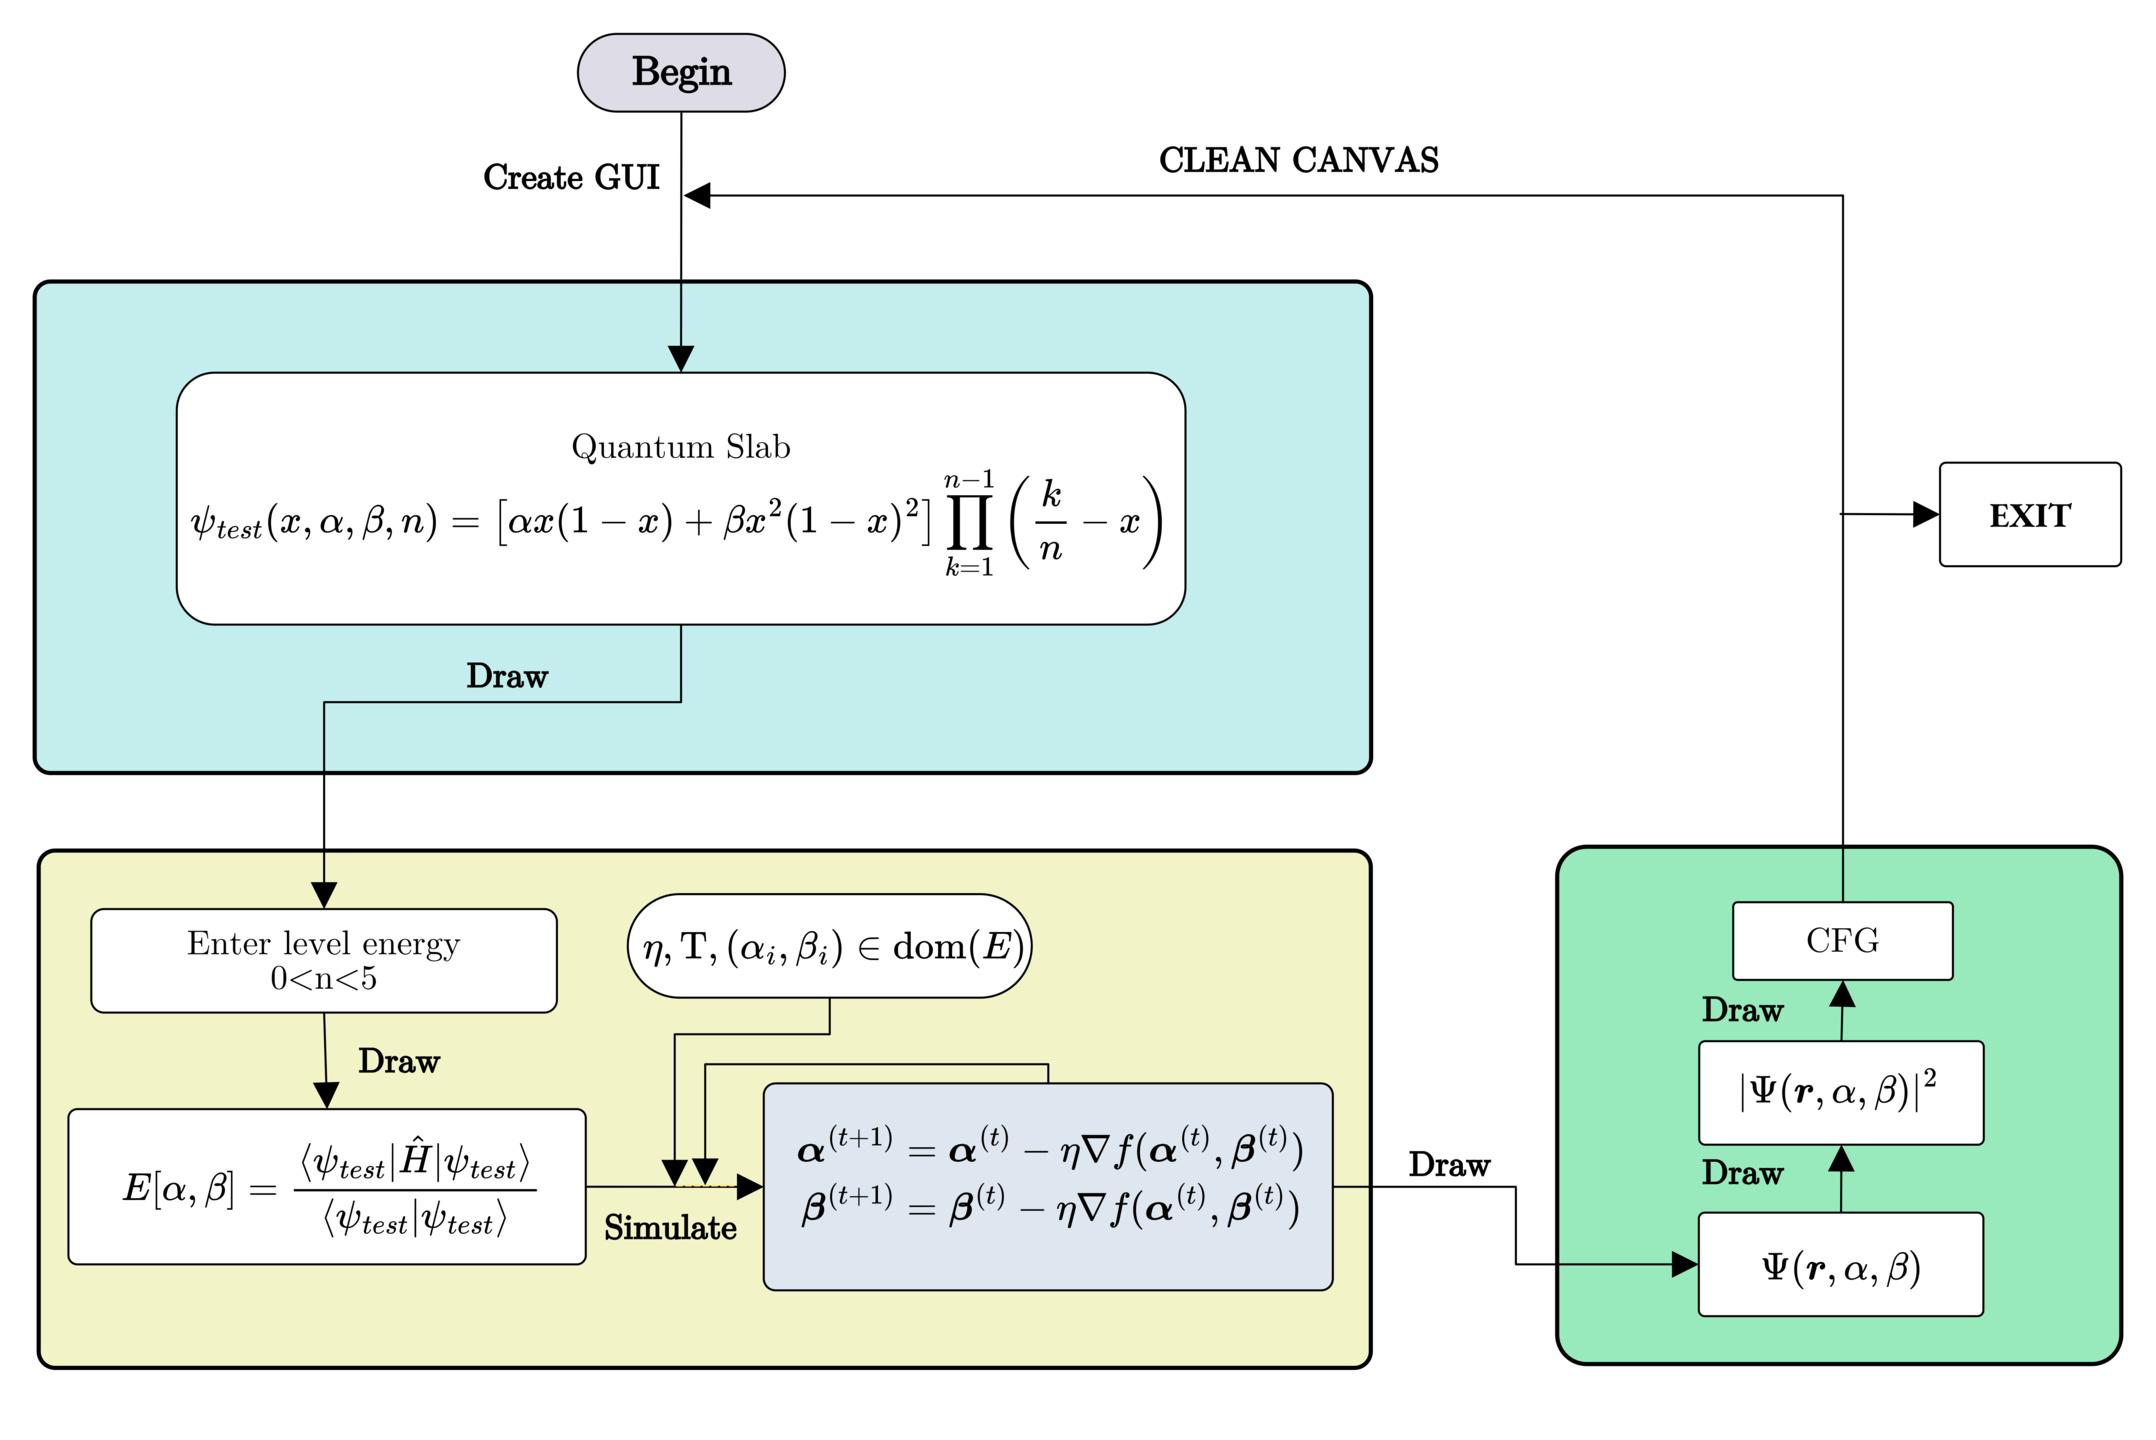 Begin
Create GUI
CLEAN CANVAS
Quantum Slab
$\psi_{test}(x, \alpha, \beta, n) = \left[\alpha x(1 - x) + \beta x^2(1 - x)^2\right] \prod_{k=1}^{n-1} \left(\frac{k}{n} - x\right)$
EXIT
Draw
Enter level energy
0<n<5
$\eta, \mathrm{T}, (\alpha_i, \beta_i) \in \mathrm{dom}(E)$
Draw
$E[\alpha, \beta] = \frac{\langle \psi_{test} | \hat{H} | \psi_{test} \rangle}{\langle \psi_{test} | \psi_{test} \rangle}$
Simulate
$\boldsymbol{\alpha}^{(t+1)} = \boldsymbol{\alpha}^{(t)} - \eta \nabla f(\boldsymbol{\alpha}^{(t)}, \boldsymbol{\beta}^{(t)})$
$\boldsymbol{\beta}^{(t+1)} = \boldsymbol{\beta}^{(t)} - \eta \nabla f(\boldsymbol{\alpha}^{(t)}, \boldsymbol{\beta}^{(t)})$
Draw
CFG
Draw
$|\Psi(\boldsymbol{r}, \alpha, \beta)|^2$
Draw
$\Psi(\boldsymbol{r}, \alpha, \beta)$